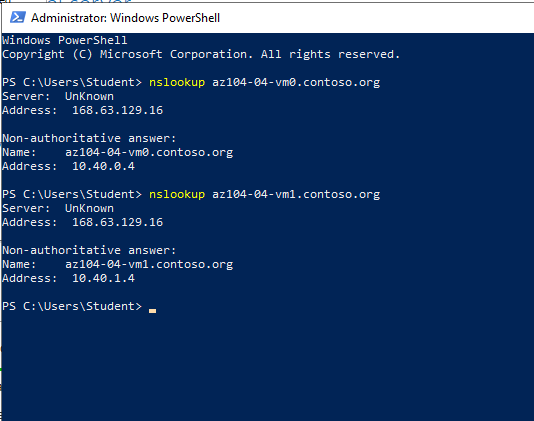 Administrator: Windows PowerShell
Windows PowerShell
Copyright (C) Microsoft Corporation. All rights reserved.
PS C:\Users\Student> nslookup az104-04-vm0.contoso.org
Server:  UnKnown
Address:  168.63.129.16
Non-authoritative answer:
Name:    az104-04-vm0.contoso.org
Address:  10.40.0.4
PS C:\Users\Student> nslookup az104-04-vm1.contoso.org
Server:  UnKnown
Address:  168.63.129.16
Non-authoritative answer:
Name:    az104-04-vm1.contoso.org
Address:  10.40.1.4
PS C:\Users\Student>